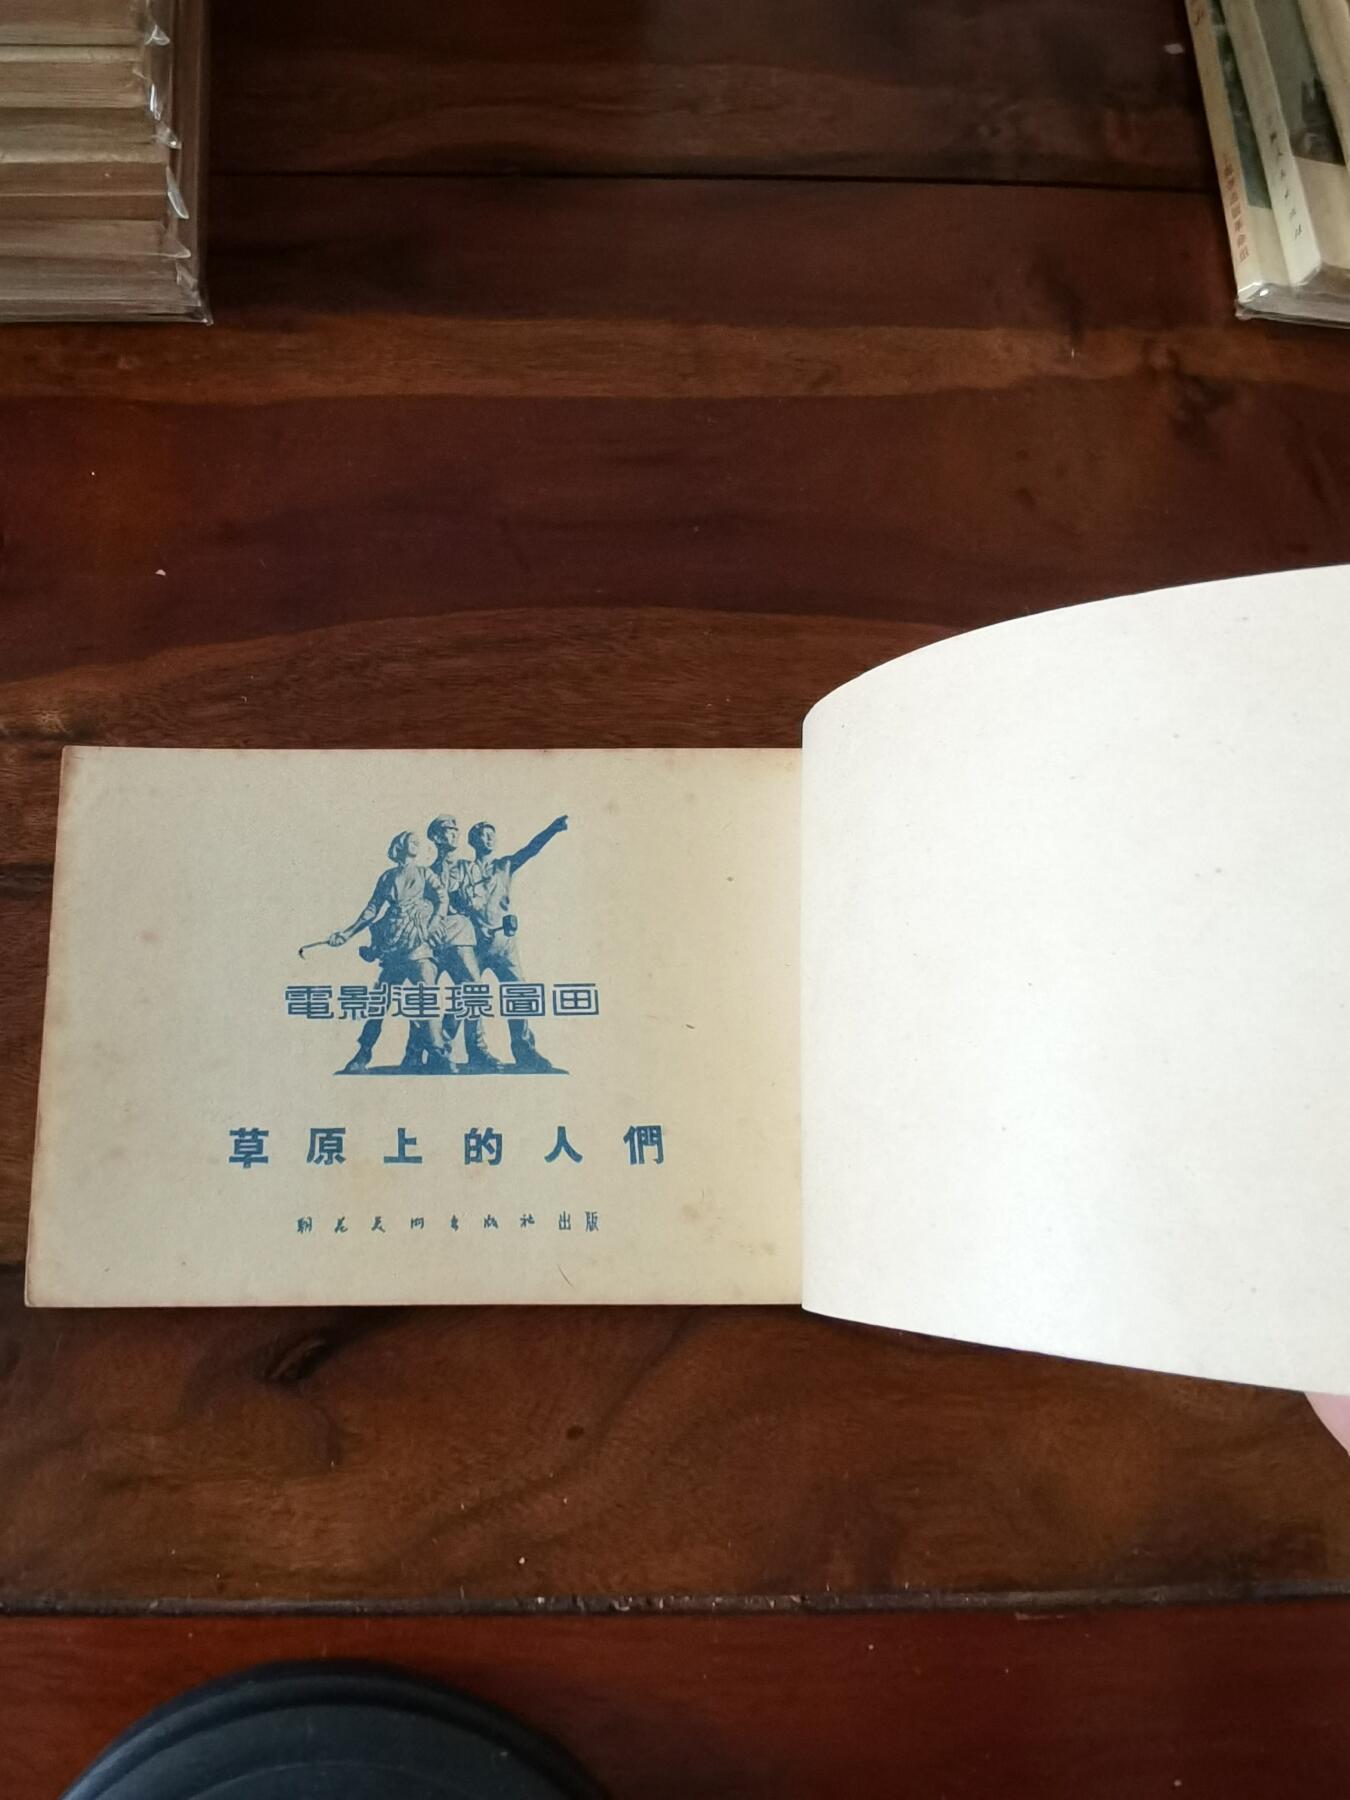 電影連環圖画
草原上的人們
朝花美術出版社出版